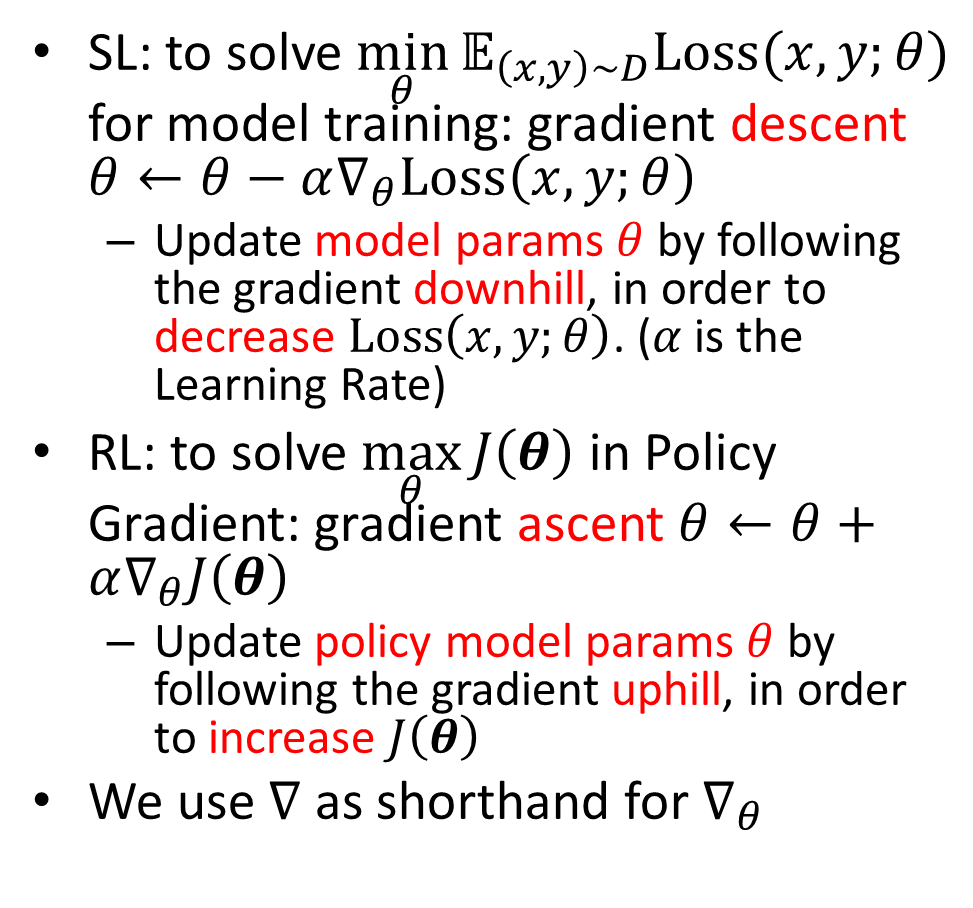 • SL: to solve min_θ 𝔼_(x,y)~D Loss(x, y; θ)
for model training: gradient descent
θ ← θ − α∇_θ Loss(x, y; θ)
– Update model params θ by following
the gradient downhill, in order to
decrease Loss(x, y; θ). (α is the
Learning Rate)
• RL: to solve max_θ J(𝜽) in Policy
Gradient: gradient ascent θ ← θ +
α∇_θ J(𝜽)
– Update policy model params θ by
following the gradient uphill, in order
to increase J(𝜽)
• We use ∇ as shorthand for ∇_θ